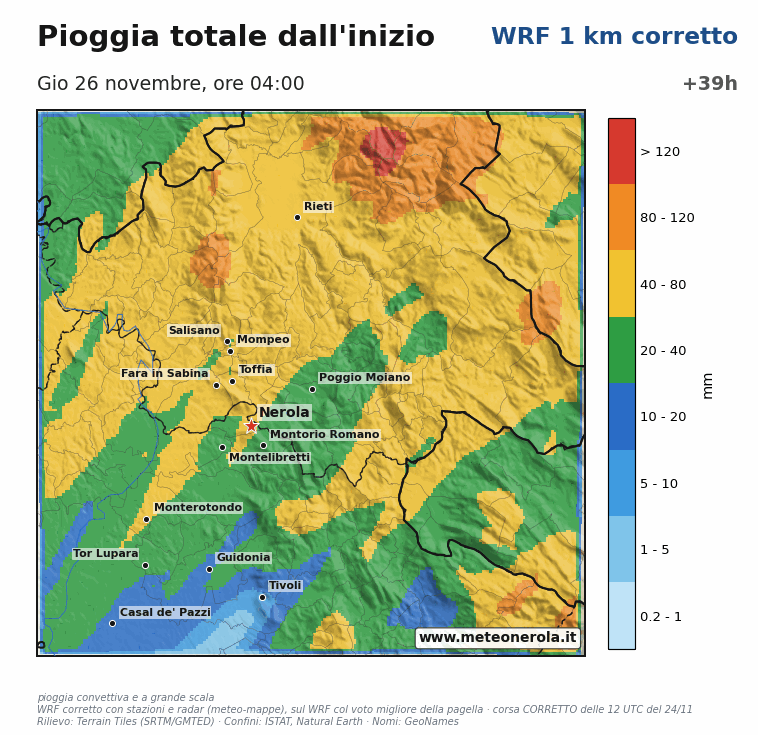 Pioggia totale dall'inizio
WRF 1 km corretto
Gio 26 novembre, ore 04:00
+39h
Rieti
Salisano
Mompeo
Fara in Sabina
Toffia
Poggio Moiano
Nerola
Montorio Romano
Montelibretti
Monterotondo
Tor Lupara
Guidonia
Tivoli
Casal de' Pazzi
www.meteonerola.it
> 120
80 - 120
40 - 80
20 - 40
10 - 20
5 - 10
1 - 5
0.2 - 1
mm
pioggia convettiva e a grande scala
WRF corretto con stazioni e radar (meteo-mappe), sul WRF col voto migliore della pagella · corsa CORRETTO delle 12 UTC del 24/11
Rilievo: Terrain Tiles (SRTM/GMTED) · Confini: ISTAT, Natural Earth · Nomi: GeoNames